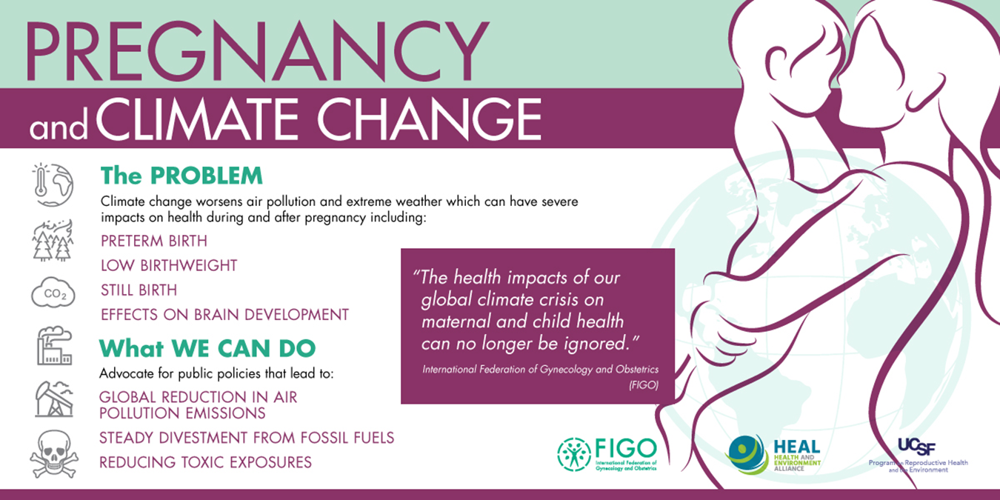 PREGNANCY
and CLIMATE CHANGE
The PROBLEM
Climate change worsens air pollution and extreme weather which can have severe
impacts on health during and after pregnancy including:
PRETERM BIRTH
LOW BIRTHWEIGHT
STILL BIRTH
EFFECTS ON BRAIN DEVELOPMENT
CO2
What WE CAN DO
Advocate for public policies that lead to:
GLOBAL REDUCTION IN AIR
POLLUTION EMISSIONS
STEADY DIVESTMENT FROM FOSSIL FUELS
REDUCING TOXIC EXPOSURES
“The health impacts of our
global climate crisis on
maternal and child health
can no longer be ignored.”
International Federation of Gynecology and Obstetrics
(FIGO)
FIGO
International Federation of
Gynecology and Obstetrics
HEAL
HEALTH AND
ENVIRONMENT
ALLIANCE
UCSF
Program on Reproductive Health
and the Environment